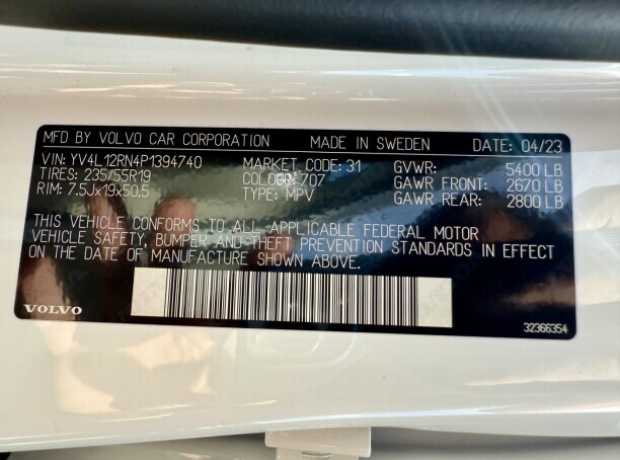 MFD BY VOLVO CAR CORPORATION MADE IN SWEDEN DATE: 04/23
VIN: YV4L12RN4P1394740 MARKET CODE: 31 GVWR: 5400 LB
TIRES: 235/55R19 COLOUR: 707 GAWR FRONT: 2670 LB
RIM: 7.5Jx19x50.5 TYPE: MPV GAWR REAR: 2800 LB
THIS VEHICLE CONFORMS TO ALL APPLICABLE FEDERAL MOTOR
VEHICLE SAFETY, BUMPER AND THEFT PREVENTION STANDARDS IN EFFECT
ON THE DATE OF MANUFACTURE SHOWN ABOVE.
VOLVO
32366354